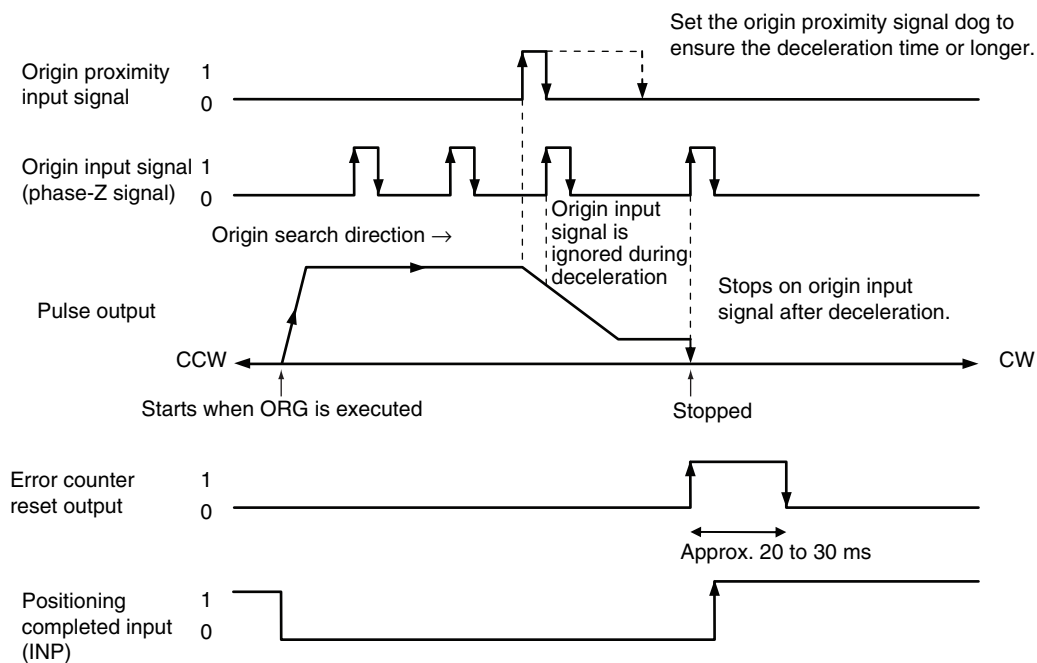 Set the origin proximity signal dog to
ensure the deceleration time or longer.
Origin proximity
input signal
1
0
Origin input signal
(phase-Z signal)
1
0
Origin input
signal is
ignored during
deceleration
Origin search direction →
Stops on origin input
signal after deceleration.
Pulse output
CCW
CW
Starts when ORG is executed
Stopped
Error counter
reset output
1
0
Approx. 20 to 30 ms
Positioning
completed input
(INP)
1
0